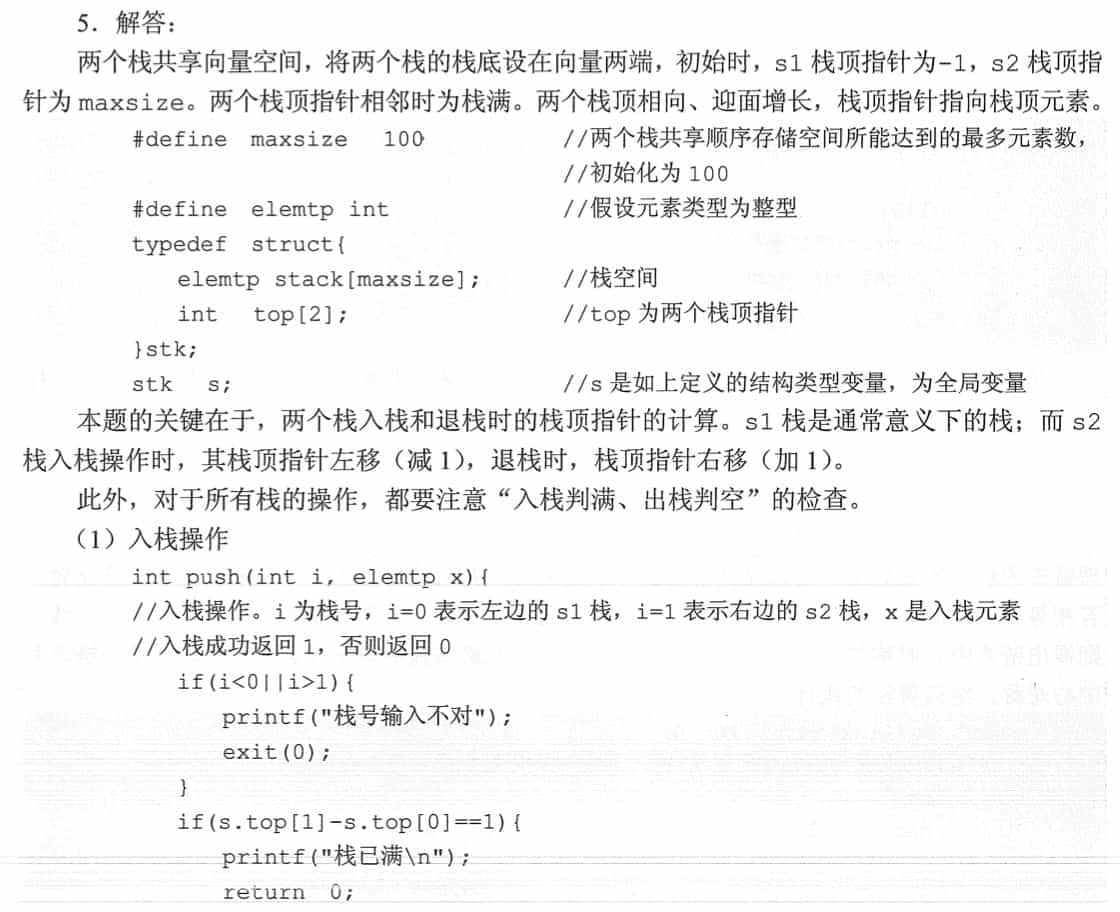 5．解答：
两个栈共享向量空间，将两个栈的栈底设在向量两端，初始时，s1 栈顶指针为-1，s2 栈顶指
针为 maxsize。两个栈顶指针相邻时为栈满。两个栈顶相向、迎面增长，栈顶指针指向栈顶元素。
#define maxsize 100 //两个栈共享顺序存储空间所能达到的最多元素数，
//初始化为 100
#define elemtp int //假设元素类型为整型
typedef struct{
elemtp stack[maxsize]; //栈空间
int top[2]; //top 为两个栈顶指针
}stk;
stk s; //s 是如上定义的结构类型变量，为全局变量
本题的关键在于，两个栈入栈和退栈时的栈顶指针的计算。s1 栈是通常意义下的栈；而 s2
栈入栈操作时，其栈顶指针左移（减 1），退栈时，栈顶指针右移（加 1）。
此外，对于所有栈的操作，都要注意“入栈判满、出栈判空”的检查。
（1）入栈操作
int push(int i, elemtp x){
//入栈操作。i 为栈号，i=0 表示左边的 s1 栈，i=1 表示右边的 s2 栈，x 是入栈元素
//入栈成功返回 1，否则返回 0
if(i<0||i>1){
printf("栈号输入不对");
exit(0);
}
if(s.top[1]-s.top[0]==1){
printf("栈已满\n");
return 0;